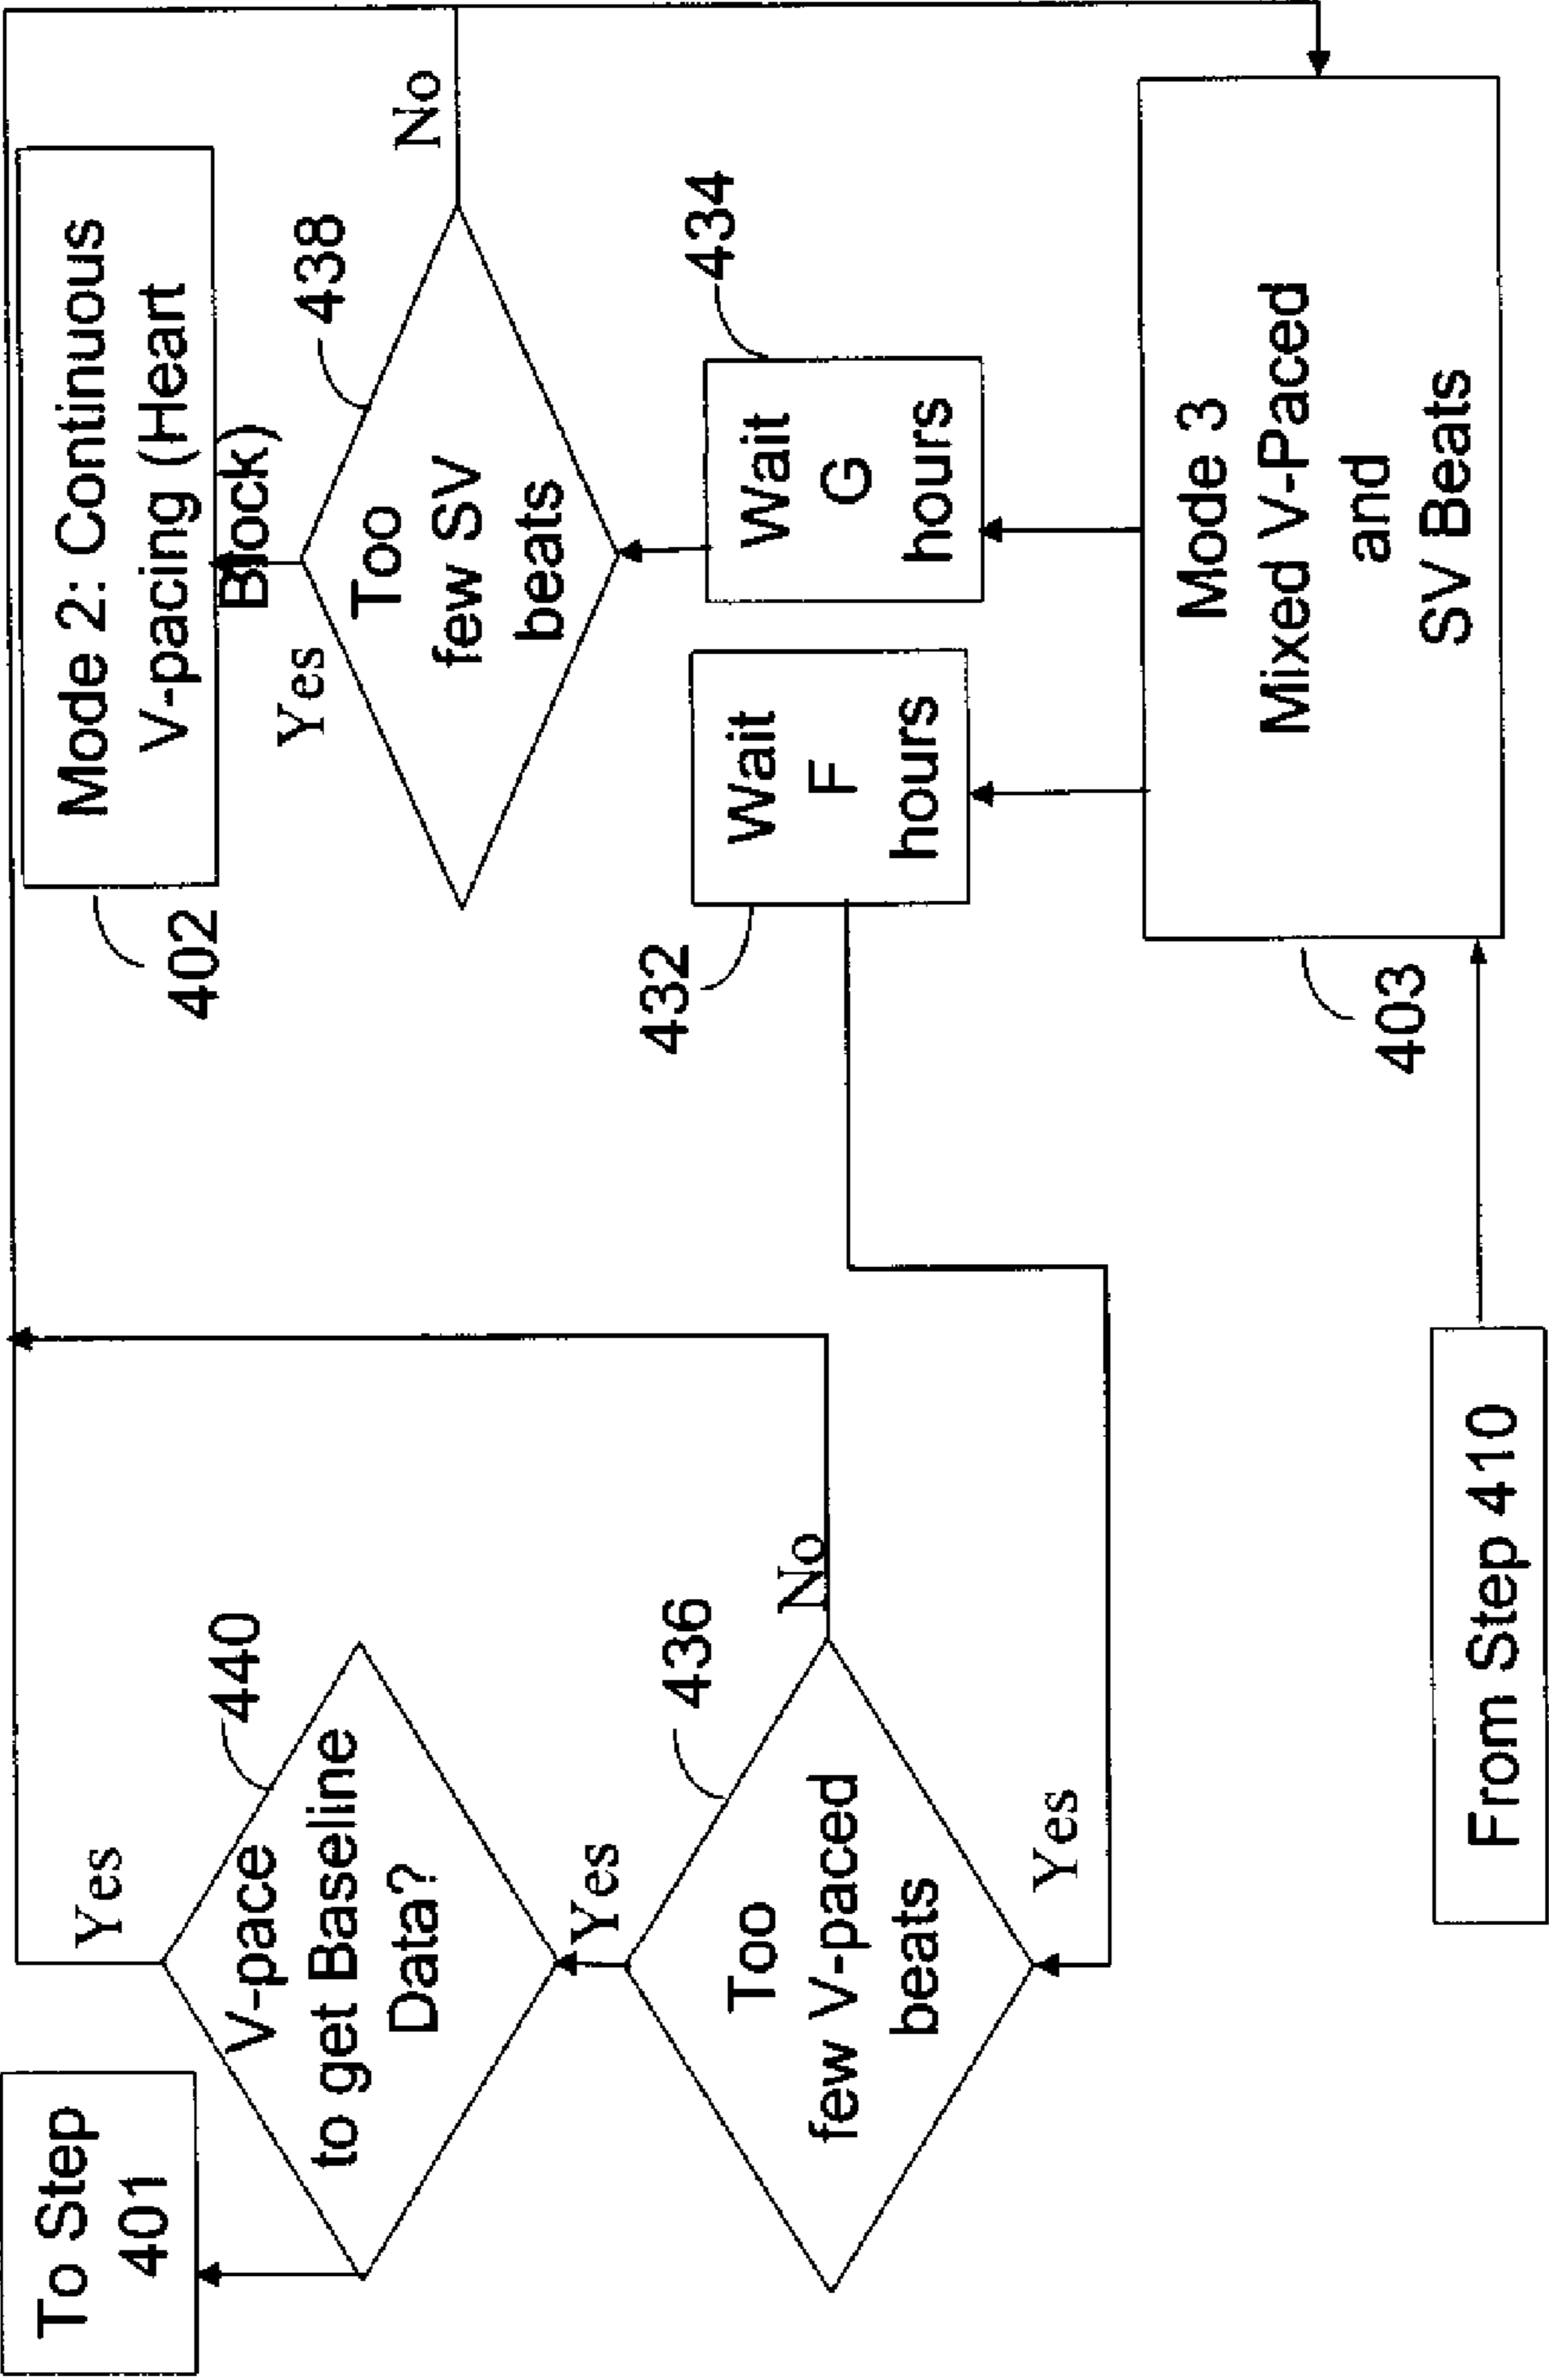 To Step
401
Yes
V-pace
to get Baseline
Data?
440
Yes
Too
few V-paced
beats
436
No
Yes
From Step 410
Mode 2: Continuous
V-pacing (Heart
Block)
402
Yes
Too
few SV
beats
438
No
Wait
F
hours
432
Wait
G
hours
434
Mode 3
Mixed V-Paced
and
SV Beats
403